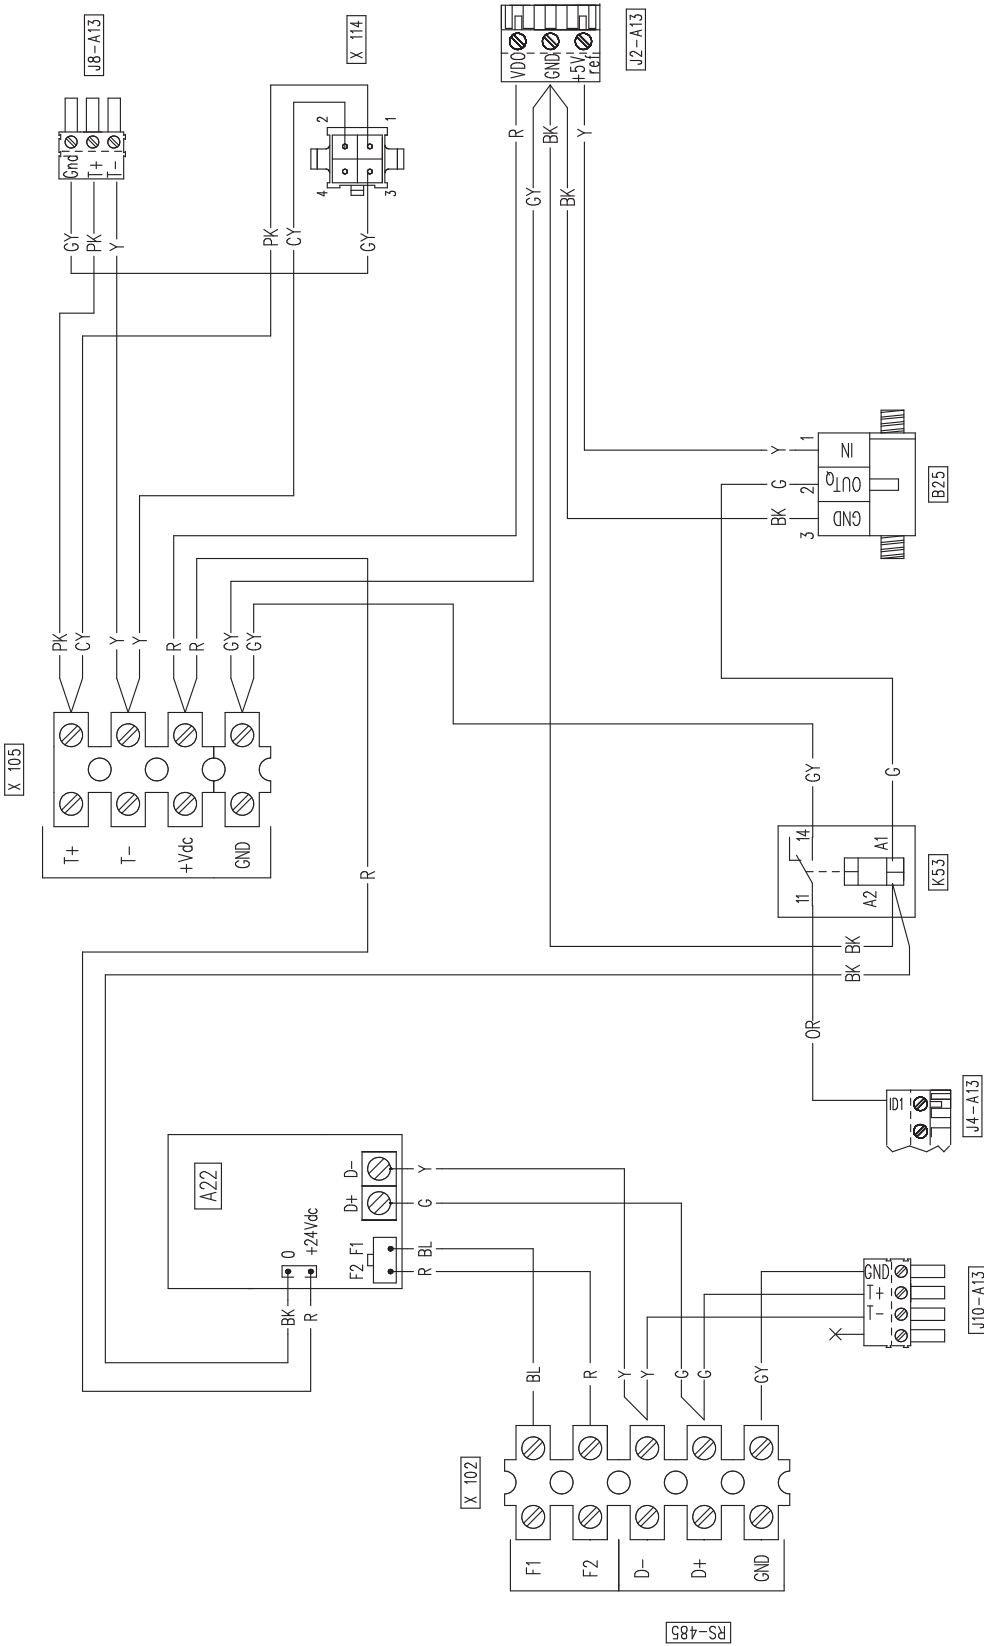 J8-A13
X 114
J2-A13
Gnd
T+
T-
VDO
GND
+5V
ref
2
1
4
3
GY
PK
Y
PK
CY
GY
R
GY
BK
BK
Y
B25
IN
OUT
Q
GND
1
2
3
Y
G
BK
PK
CY
Y
Y
R
R
GY
GY
X 105
T+
T-
+Vdc
GND
R
GY
G
K53
14
11
A1
A2
BK
BK
OR
J4-A13
ID1
A22
0
+24Vdc
D-
D+
F1
F2
BK
R
Y
G
BL
R
J10-A13
GND
T+
T-
BL
R
Y
Y
G
G
GY
X 102
F1
F2
D-
D+
GND
RS-485